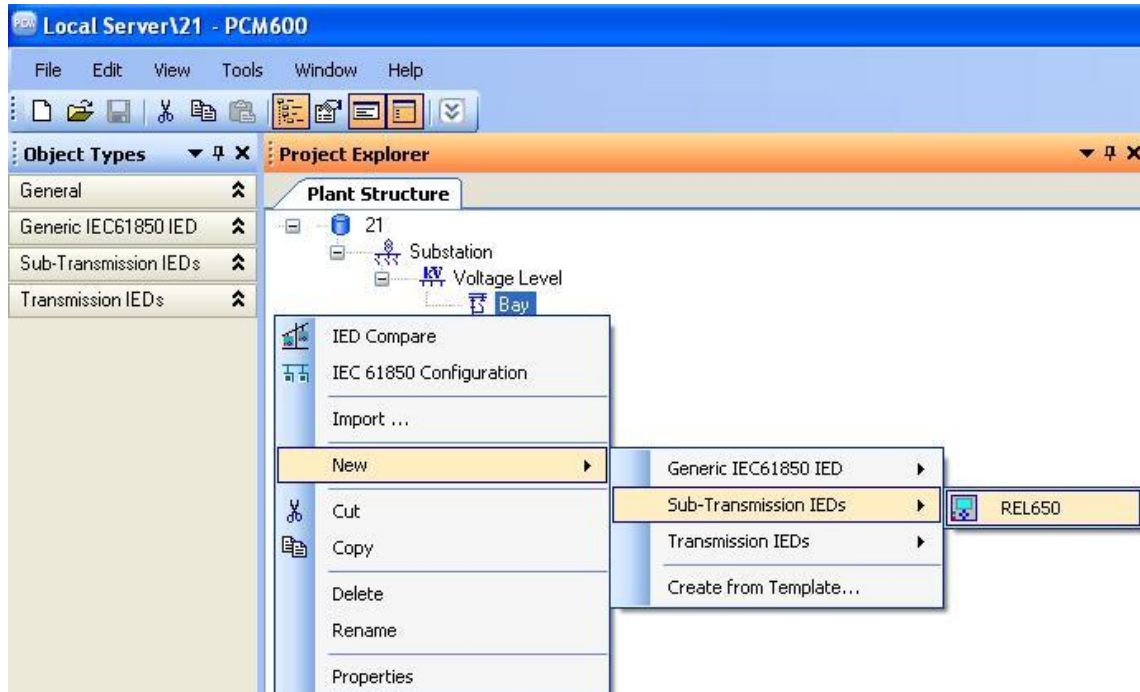 Local Server\21 - PCM600
File Edit View Tools Window Help
Object Types
Project Explorer
General
Generic IEC61850 IED
Sub-Transmission IEDs
Transmission IEDs
Plant Structure
21
Substation
Voltage Level
Bay
IED Compare
IEC 61850 Configuration
Import ...
New
Cut
Copy
Delete
Rename
Properties
Generic IEC61850 IED
Sub-Transmission IEDs
Transmission IEDs
Create from Template...
REL650